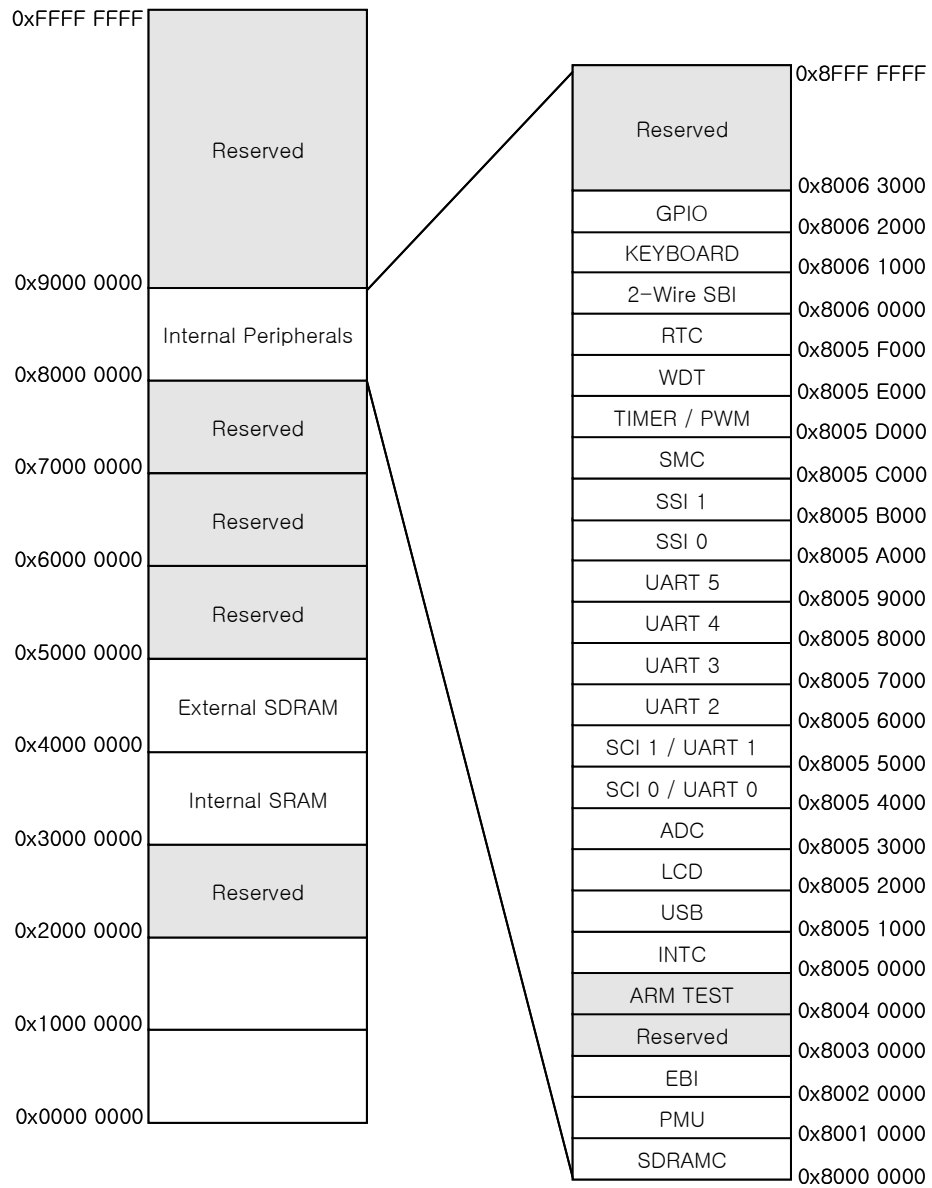 0xFFFF FFFF
Reserved
0x9000 0000
Internal Peripherals
0x8000 0000
Reserved
0x7000 0000
Reserved
0x6000 0000
Reserved
0x5000 0000
External SDRAM
0x4000 0000
Internal SRAM
0x3000 0000
Reserved
0x2000 0000
0x1000 0000
0x0000 0000
0x8FFF FFFF
Reserved
0x8006 3000
GPIO
0x8006 2000
KEYBOARD
0x8006 1000
2-Wire SBI
0x8006 0000
RTC
0x8005 F000
WDT
0x8005 E000
TIMER / PWM
0x8005 D000
SMC
0x8005 C000
SSI 1
0x8005 B000
SSI 0
0x8005 A000
UART 5
0x8005 9000
UART 4
0x8005 8000
UART 3
0x8005 7000
UART 2
0x8005 6000
SCI 1 / UART 1
0x8005 5000
SCI 0 / UART 0
0x8005 4000
ADC
0x8005 3000
LCD
0x8005 2000
USB
0x8005 1000
INTC
0x8005 0000
ARM TEST
0x8004 0000
Reserved
0x8003 0000
EBI
0x8002 0000
PMU
0x8001 0000
SDRAMC
0x8000 0000